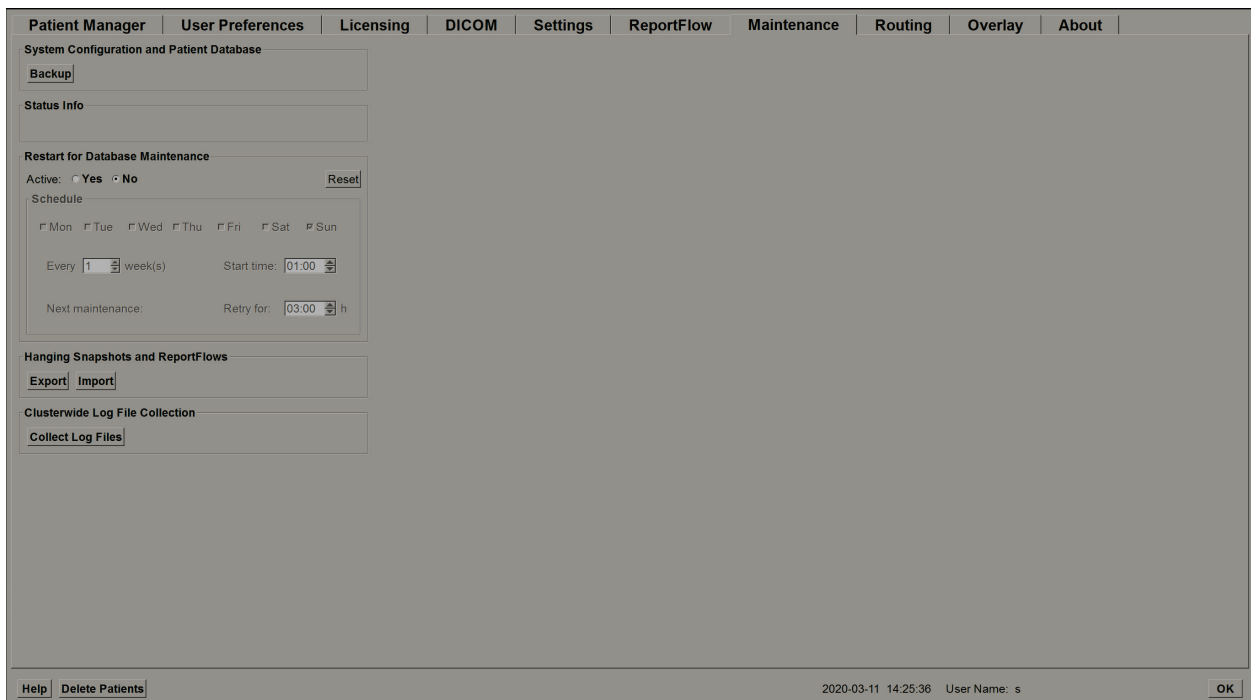 Patient Manager User Preferences Licensing DICOM Settings ReportFlow Maintenance Routing Overlay About
System Configuration and Patient Database
Backup
Status Info
Restart for Database Maintenance
Active: Yes No Reset
Schedule
Mon Tue Wed Thu Fri Sat Sun
Every 1 week(s) Start time: 01:00
Next maintenance: Retry for: 03:00 h
Hanging Snapshots and ReportFlows
Export Import
Clusterwide Log File Collection
Collect Log Files
Help Delete Patients 2020-03-11 14:25:36 User Name: s OK